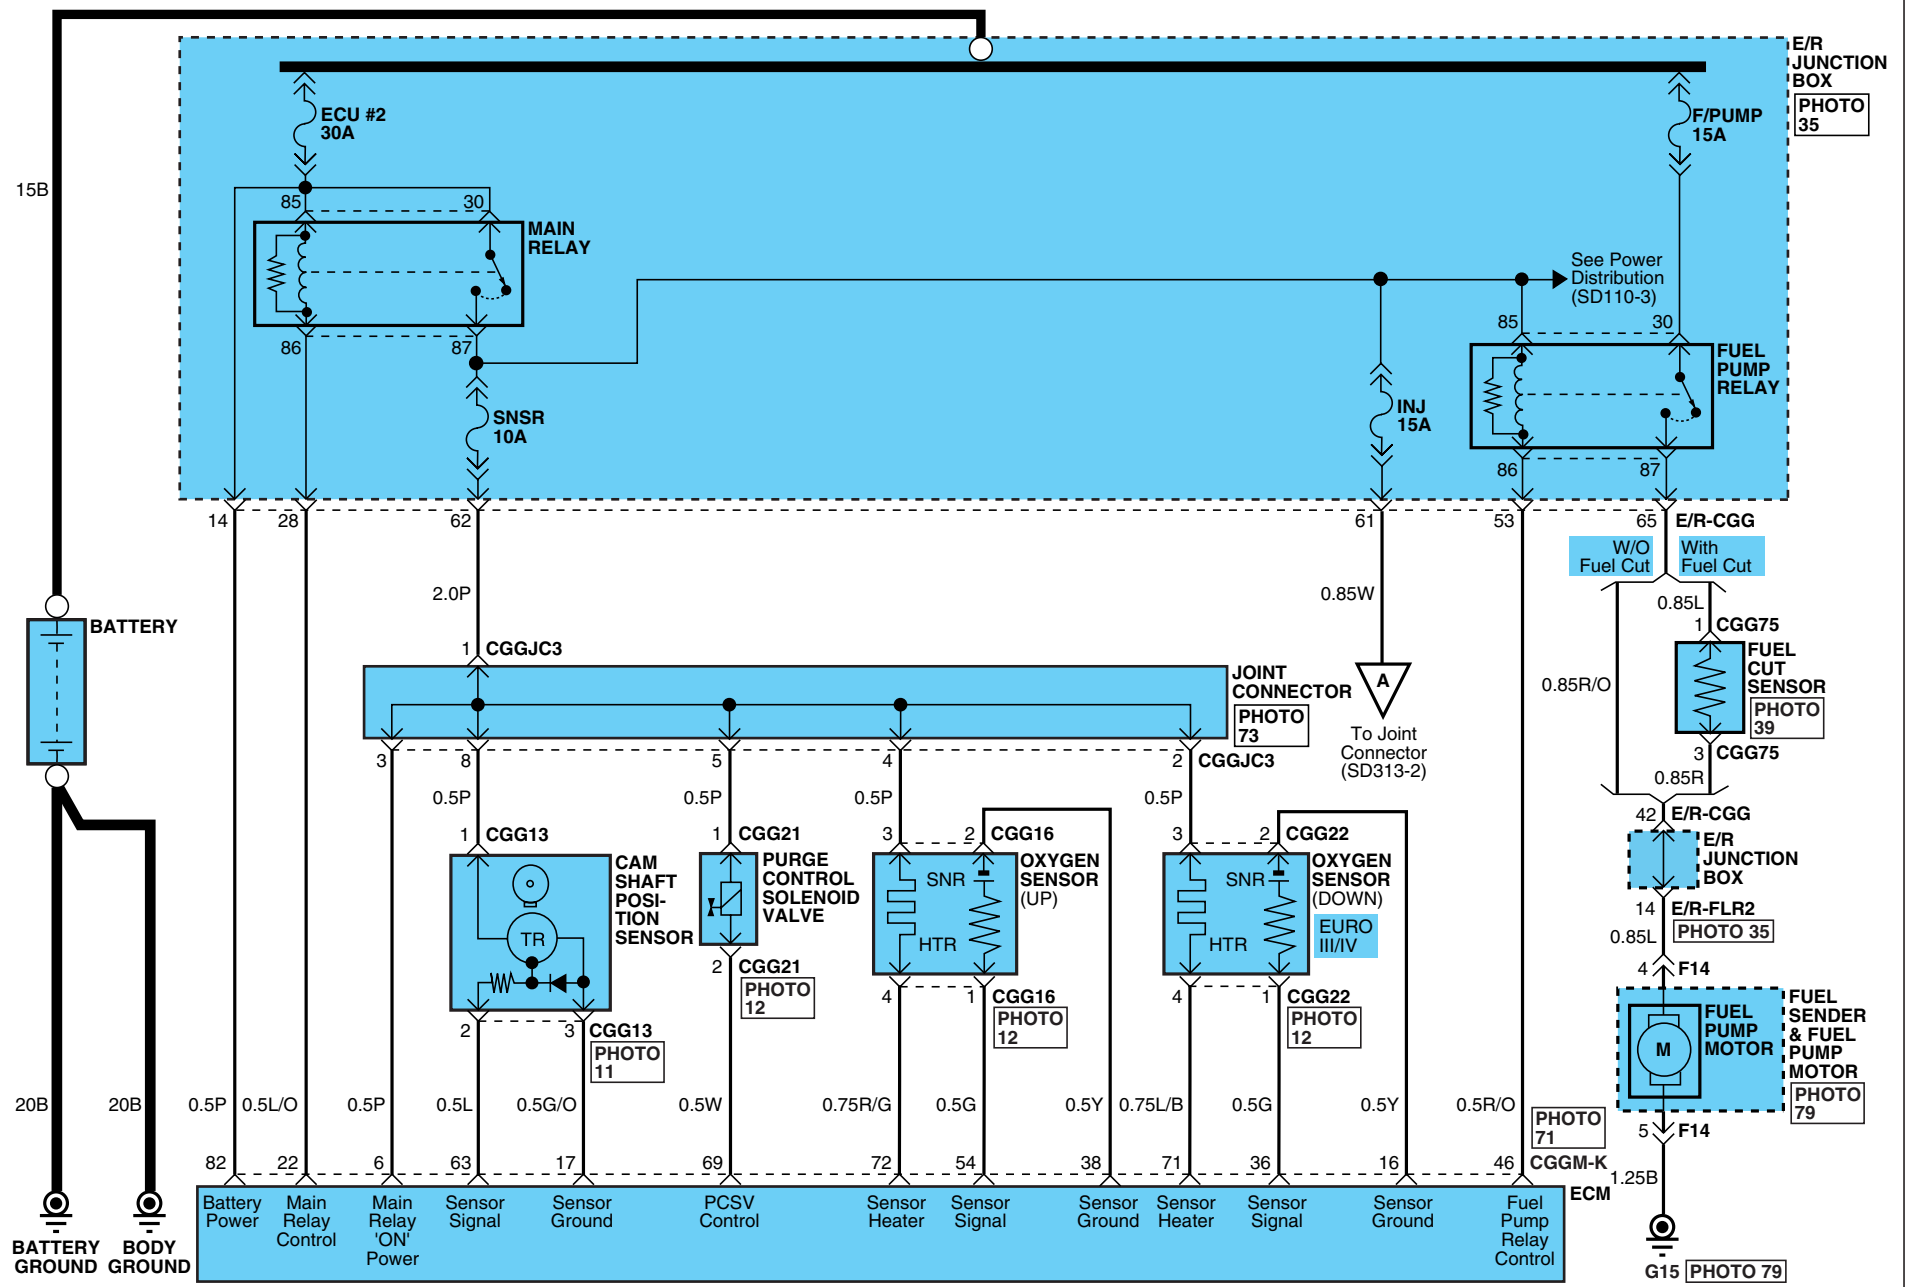 E/R
JUNCTION
BOX
PHOTO
35
ECU #2
30A
F/PUMP
15A
15B
85
30
MAIN
RELAY
See Power
Distribution
(SD110-3)
85
30
86
87
FUEL
PUMP
RELAY
SNSR
10A
INJ
15A
86
87
14
28
62
61
53
65
E/R-CGG
W/O
Fuel Cut
With
Fuel Cut
2.0P
0.85W
0.85L
BATTERY
1
CGGJC3
1
CGG75
JOINT
CONNECTOR
PHOTO
73
A
To Joint
Connector
(SD313-2)
0.85R/O
FUEL
CUT
SENSOR
PHOTO
39
3
8
5
4
2
CGGJC3
3
CGG75
0.85R
0.5P
0.5P
0.5P
0.5P
42
E/R-CGG
1
CGG13
1
CGG21
3
2
CGG16
3
2
CGG22
E/R
JUNCTION
BOX
CAM
SHAFT
POSI-
TION
SENSOR
TR
PURGE
CONTROL
SOLENOID
VALVE
SNR
HTR
OXYGEN
SENSOR
(UP)
SNR
HTR
OXYGEN
SENSOR
(DOWN)
EURO
III/IV
14
E/R-FLR2
PHOTO 35
0.85L
2
CGG21
PHOTO
12
4
F14
4
1
CGG16
PHOTO
12
4
1
CGG22
PHOTO
12
2
3
CGG13
PHOTO
11
M
FUEL
PUMP
MOTOR
FUEL
SENDER
& FUEL
PUMP
MOTOR
PHOTO
79
20B
20B
0.5P
0.5L/O
0.5P
0.5L
0.5G/O
0.5W
0.75R/G
0.5G
0.5Y
0.75L/B
0.5G
0.5Y
0.5R/O
PHOTO
71
5
F14
82
22
6
63
17
69
72
54
38
71
36
16
46
CGGM-K
1.25B
ECM
Battery
Power
Main
Relay
Control
Main
Relay
'ON'
Power
Sensor
Signal
Sensor
Ground
PCSV
Control
Sensor
Heater
Sensor
Signal
Sensor
Ground
Sensor
Heater
Sensor
Signal
Sensor
Ground
Fuel
Pump
Relay
Control
BATTERY
GROUND
BODY
GROUND
G15
PHOTO 79